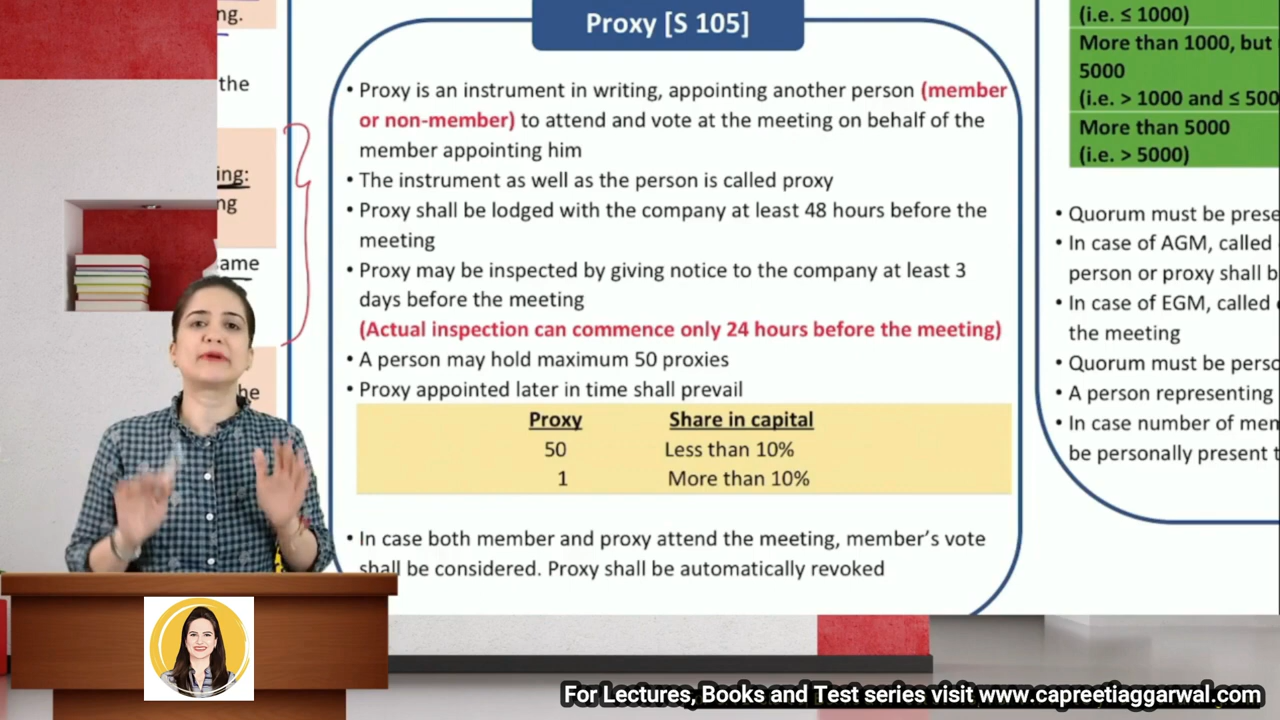 ng.
the
ing:
ng
same
he
Proxy [S 105]
• Proxy is an instrument in writing, appointing another person (member
or non-member) to attend and vote at the meeting on behalf of the
member appointing him
• The instrument as well as the person is called proxy
• Proxy shall be lodged with the company at least 48 hours before the
meeting
• Proxy may be inspected by giving notice to the company at least 3
days before the meeting
(Actual inspection can commence only 24 hours before the meeting)
• A person may hold maximum 50 proxies
• Proxy appointed later in time shall prevail
Proxy Share in capital
50 Less than 10%
1 More than 10%
• In case both member and proxy attend the meeting, member's vote
shall be considered. Proxy shall be automatically revoked
(i.e. ≤ 1000)
More than 1000, but
5000
(i.e. > 1000 and ≤ 500
More than 5000
(i.e. > 5000)
• Quorum must be prese
• In case of AGM, called
person or proxy shall b
• In case of EGM, called
the meeting
• Quorum must be perso
• A person representing
• In case number of mem
be personally present t
For Lectures, Books and Test series visit www.capreetiaggarwal.com